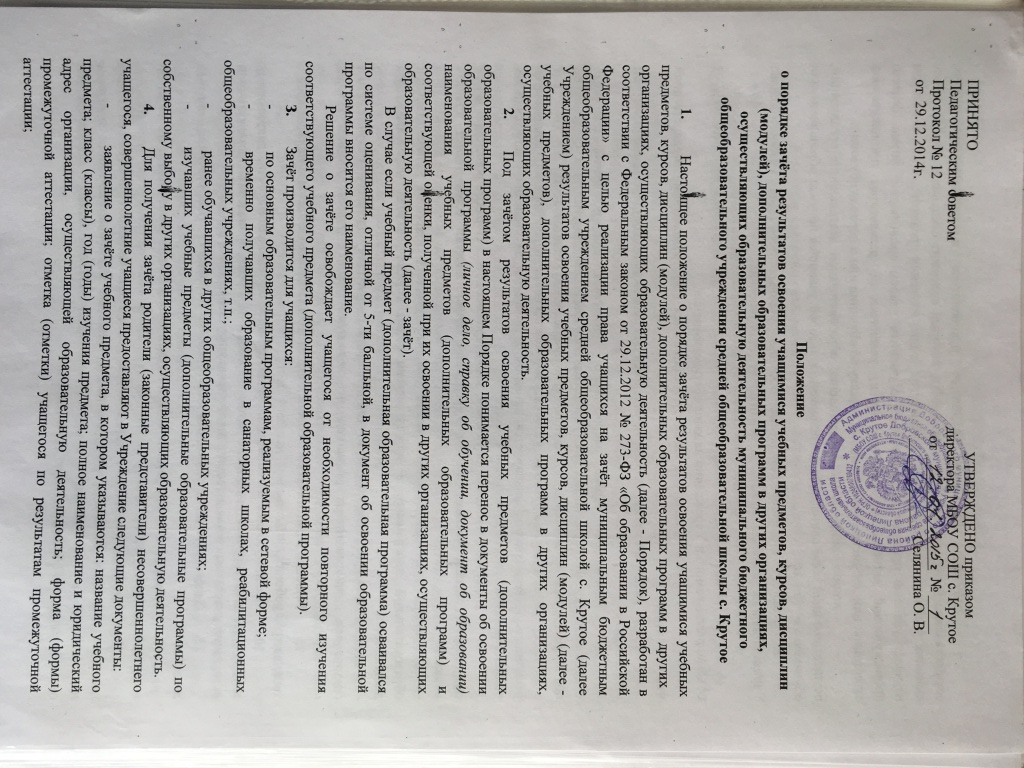 ПРИНЯТО
Педагогическим советом
Протокол № 12
от 29.12.2014г.
УТВЕРЖДЕНО приказом
директора МБОУ СОШ с. Крутое
от 2015г № 1
Селянина О. В.
Положение
о порядке зачёта результатов освоения учащимися учебных предметов, курсов, дисциплин
(модулей), дополнительных образовательных программ в других организациях,
осуществляющих образовательную деятельность муниципального бюджетного
общеобразовательного учреждения средней общеобразовательной школы с. Крутое
1. Настоящее положение о порядке зачёта результатов освоения учащимися учебных
предметов, курсов, дисциплин (модулей), дополнительных образовательных программ в других
организациях, осуществляющих образовательную деятельность (далее - Порядок), разработан в
соответствии с Федеральным законом от 29.12.2012 № 273-ФЗ «Об образовании в Российской
Федерации» с целью реализации права учащихся на зачёт муниципальным бюджетным
общеобразовательным учреждением средней общеобразовательной школой с. Крутое (далее
Учреждением) результатов освоения учебных предметов, курсов, дисциплин (модулей) (далее -
учебных предметов), дополнительных образовательных программ в других организациях,
осуществляющих образовательную деятельность.
2. Под зачётом результатов освоения учебных предметов (дополнительных
образовательных программ) в настоящем Порядке понимается перенос в документы об освоении
образовательной программы (личное дело, справку об обучении, документ об образовании)
наименования учебных предметов (дополнительных образовательных программ) и
соответствующей оценки, полученной при их освоении в других организациях, осуществляющих
образовательную деятельность (далее - зачёт).
В случае если учебный предмет (дополнительная образовательная программа) осваивался
по системе оценивания, отличной от 5-ти балльной, в документ об освоении образовательной
программы вносится его наименование.
Решение о зачёте освобождает учащегося от необходимости повторного изучения
соответствующего учебного предмета (дополнительной образовательной программы).
3. Зачёт производится для учащихся:
- по основным образовательным программам, реализуемым в сетевой форме;
- временно получавших образование в санаторных школах, реабилитационных
общеобразовательных учреждениях, т.п.;
- ранее обучавшихся в других общеобразовательных учреждениях;
- изучавших учебные предметы (дополнительные образовательные программы) по
собственному выбору в других организациях, осуществляющих образовательную деятельность.
4. Для получения зачёта родители (законные представители) несовершеннолетнего
учащегося, совершеннолетние учащиеся предоставляют в Учреждение следующие документы:
- заявление о зачёте учебного предмета, в котором указываются: название учебного
предмета; класс (классы), год (годы) изучения предмета; полное наименование и юридический
адрес организации, осуществляющей образовательную деятельность; форма (формы)
промежуточной аттестации; отметка (отметки) учащегося по результатам промежуточной
аттестации;